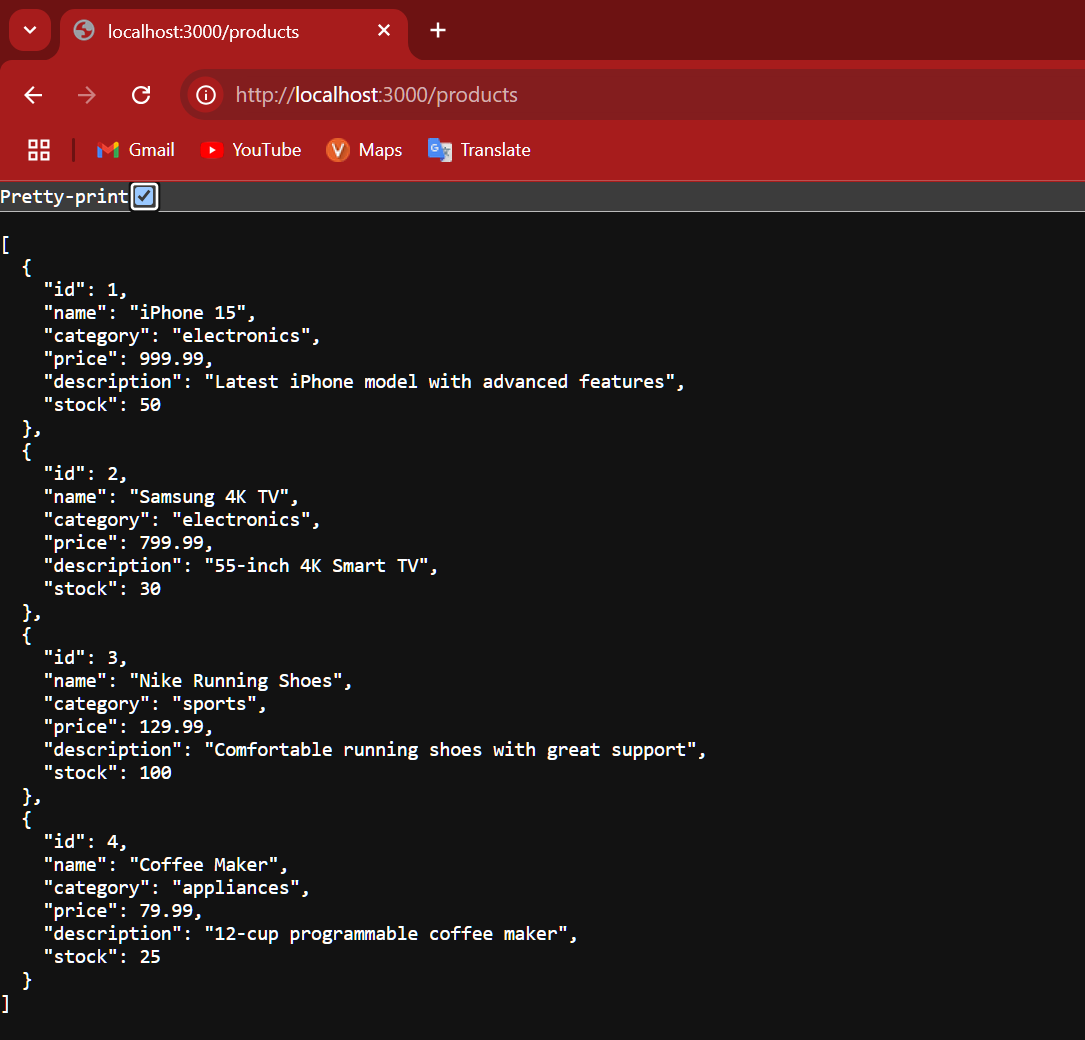 localhost:3000/products
http://localhost:3000/products
Gmail YouTube Maps Translate
Pretty-print
[
  {
    "id": 1,
    "name": "iPhone 15",
    "category": "electronics",
    "price": 999.99,
    "description": "Latest iPhone model with advanced features",
    "stock": 50
  },
  {
    "id": 2,
    "name": "Samsung 4K TV",
    "category": "electronics",
    "price": 799.99,
    "description": "55-inch 4K Smart TV",
    "stock": 30
  },
  {
    "id": 3,
    "name": "Nike Running Shoes",
    "category": "sports",
    "price": 129.99,
    "description": "Comfortable running shoes with great support",
    "stock": 100
  },
  {
    "id": 4,
    "name": "Coffee Maker",
    "category": "appliances",
    "price": 79.99,
    "description": "12-cup programmable coffee maker",
    "stock": 25
  }
]